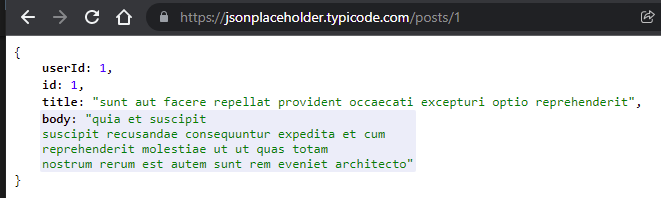 https://jsonplaceholder.typicode.com/posts/1
{
userId: 1,
id: 1,
title: "sunt aut facere repellat provident occaecati excepturi optio reprehenderit",
body: "quia et suscipit
suscipit recusandae consequuntur expedita et cum
reprehenderit molestiae ut ut quas totam
nostrum rerum est autem sunt rem eveniet architecto"
}